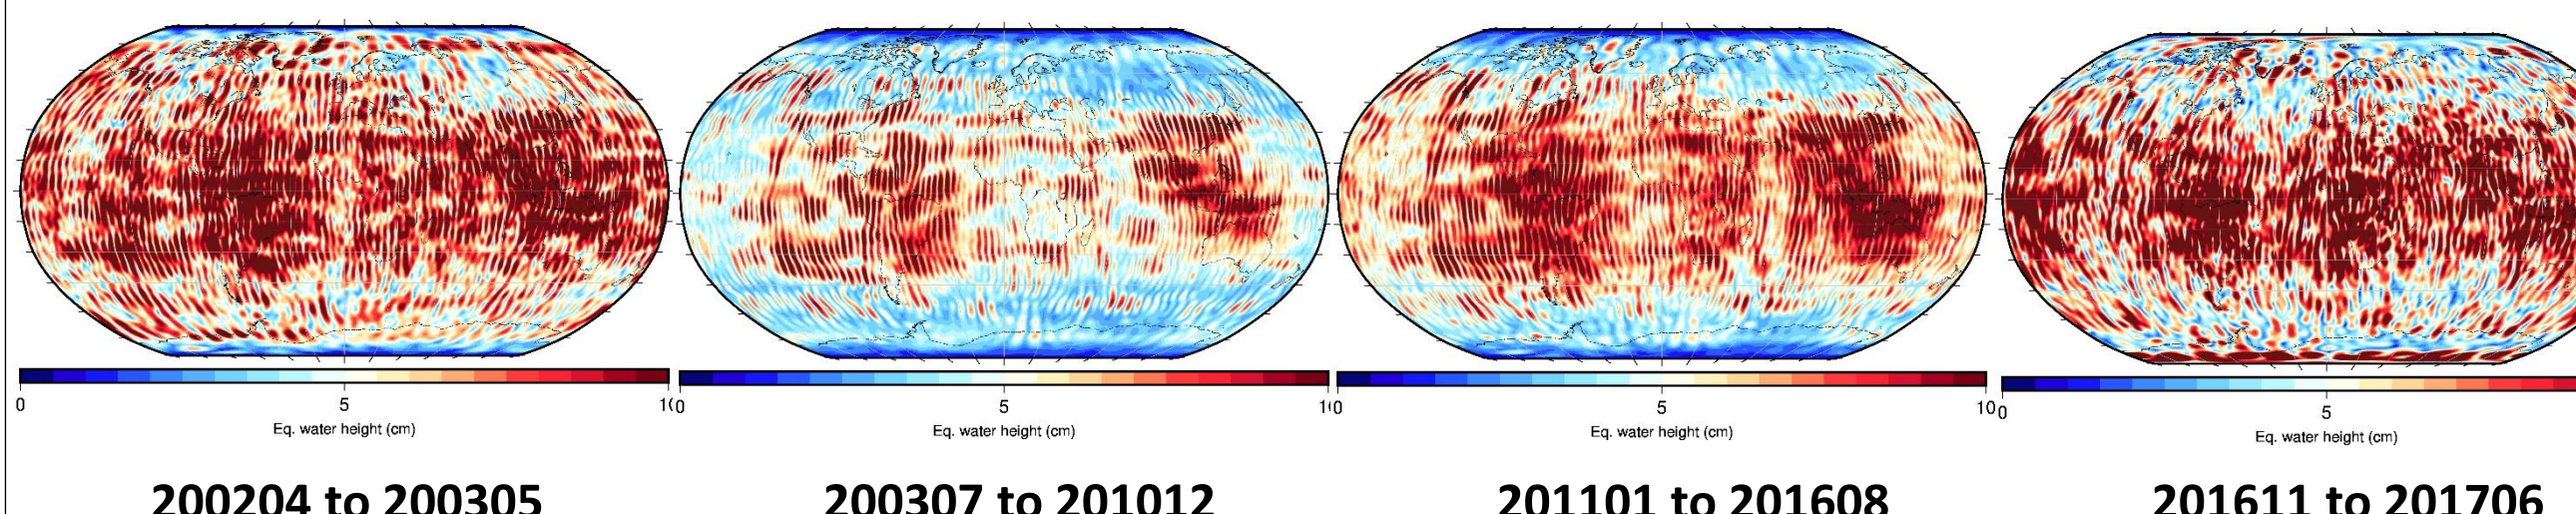 0 5 10
Eq. water height (cm)
200204 to 200305
0 5 10
Eq. water height (cm)
200307 to 201012
0 5 10
Eq. water height (cm)
201101 to 201608
0 5
Eq. water height (cm)
201611 to 201706